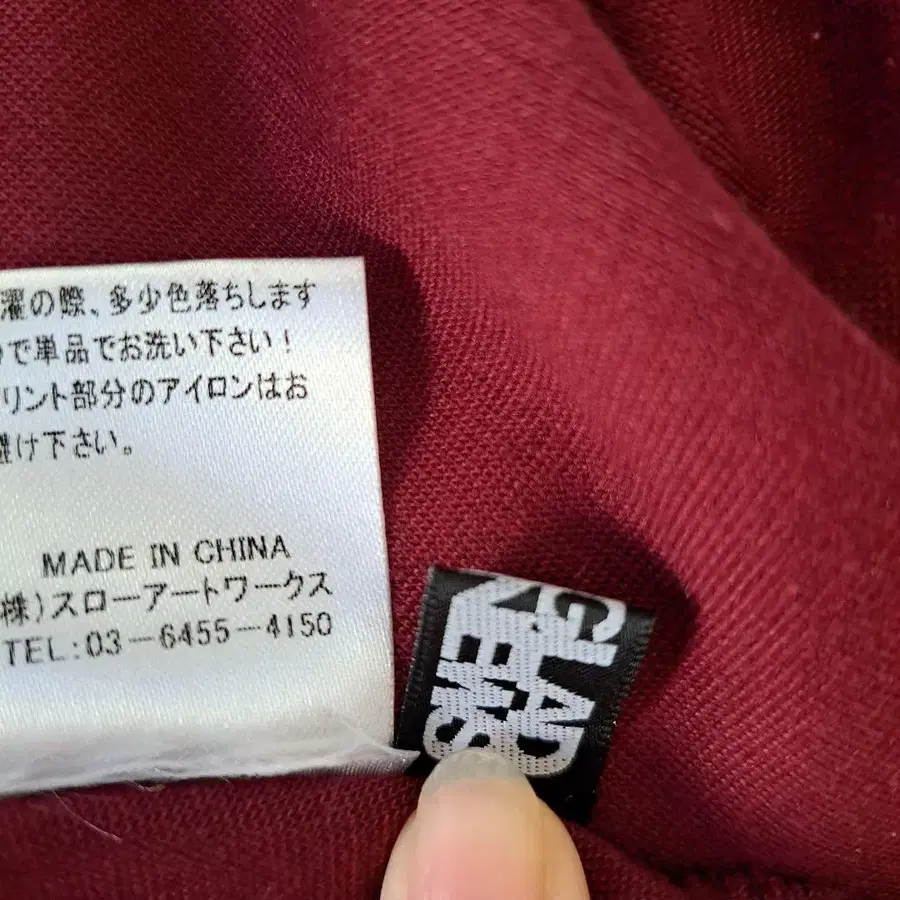 濯の際、多少色落ちします
で単品でお洗い下さい!
リント部分のアイロンはお
避け下さい。
MADE IN CHINA
株)スローアートワークス
TEL:03-6455-4150
GLAD
NEWS